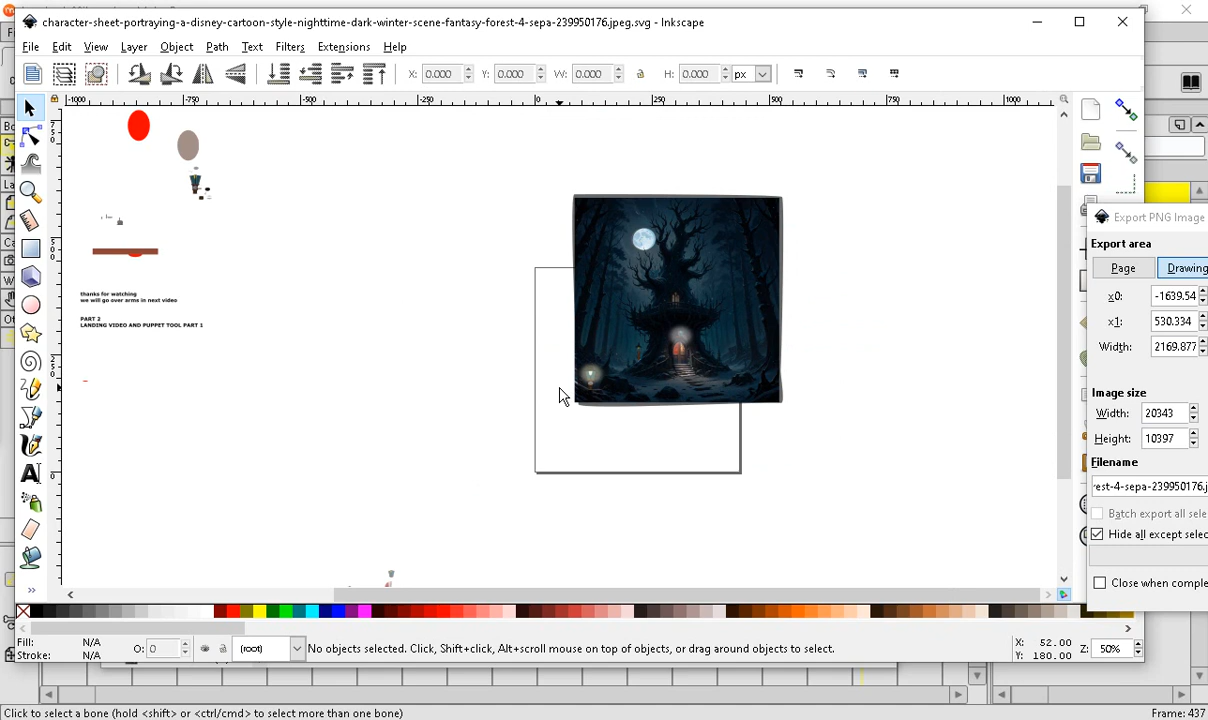 character-sheet-portraying-a-disney-cartoon-style-nighttime-dark-winter-scene-fantasy-forest-4-sepa-239950176.jpeg.svg - Inkscape
File Edit View Layer Object Path Filters Text Extensions Help
X: 0.000 Y: 0.000 W: 0.000 H: 0.000 px
-1000 -750 -500 -250 0 250 500 750 1000
thanks for watching
we will go over arms in next video
PART 2
LANDING VIDEO AND PUPPET TOOL PART 1
Export PNG Image
Export area
Page Drawing
x0: -1639.54
x1: 530.334
Width: 2169.877
Image size
Width: 20343
Height: 10397
Filename
rest-4-sepa-239950176.j
Batch export all sele
Hide all except selec
Close when comple
Fill: N/A
Stroke: N/A
O: 0
(root)
No objects selected. Click, Shift+click, Alt+scroll mouse on top of objects, or drag around objects to select.
X: 52.00
Y: 180.00
Z: 50%
Click to select a bone (hold <shift> or <ctrl/cmd> to select more than one bone)
Frame: 437